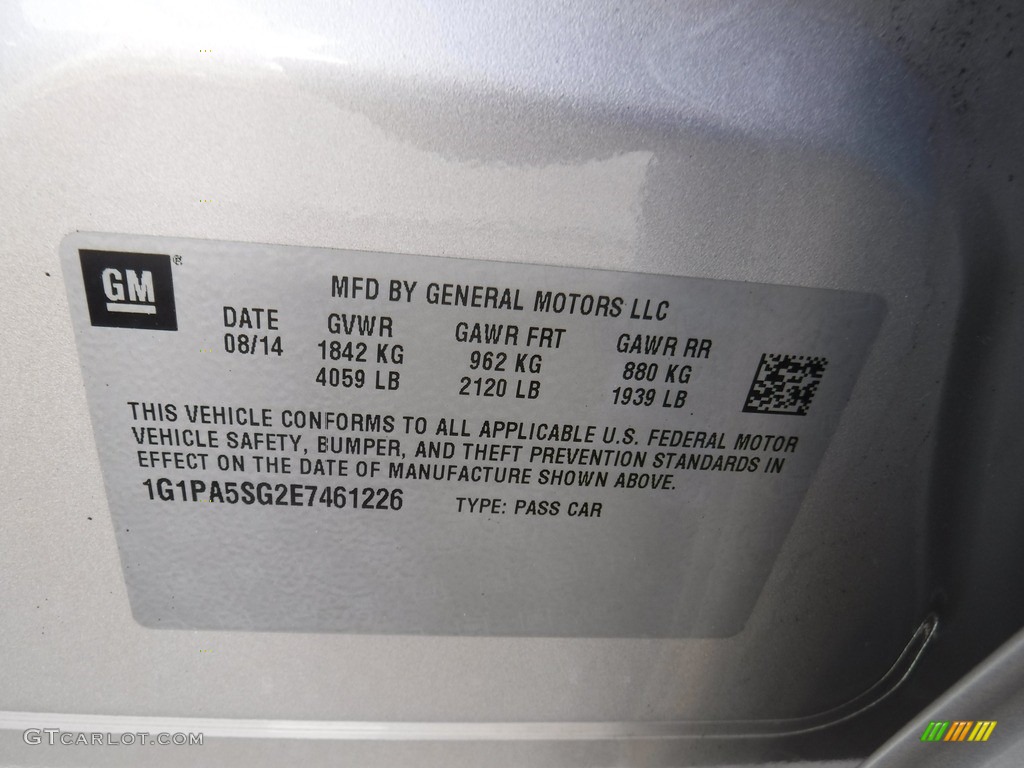 GM ®
MFD BY GENERAL MOTORS LLC
DATE GVWR GAWR FRT GAWR RR
08/14 1842 KG 962 KG 880 KG
4059 LB 2120 LB 1939 LB
THIS VEHICLE CONFORMS TO ALL APPLICABLE U.S. FEDERAL MOTOR
VEHICLE SAFETY, BUMPER, AND THEFT PREVENTION STANDARDS IN
EFFECT ON THE DATE OF MANUFACTURE SHOWN ABOVE.
1G1PA5SG2E7461226 TYPE: PASS CAR
GTCARLOT.COM